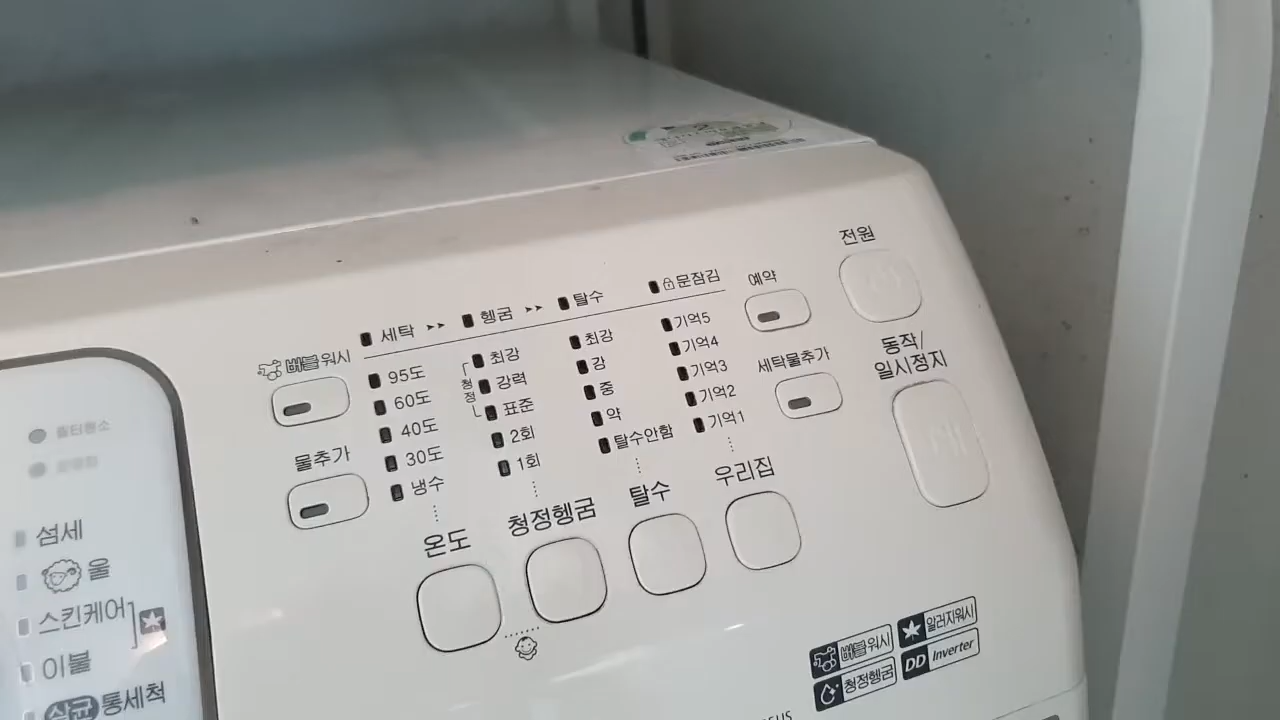 전원
동작/
일시정지
예약
세탁물추가
세탁 ▸▸ 헹굼 ▸▸ 탈수 문잠김
버블워시
물추가
95도
60도
40도
30도
냉수
온도
청정
최강
강력
표준
2회
1회
청정헹굼
최강
강
중
약
탈수안함
탈수
기억5
기억4
기억3
기억2
기억1
우리집
섬세
울
스킨케어
이불
살균 통세척
버블워시
알러지워시
청정헹굼
DD Inverter